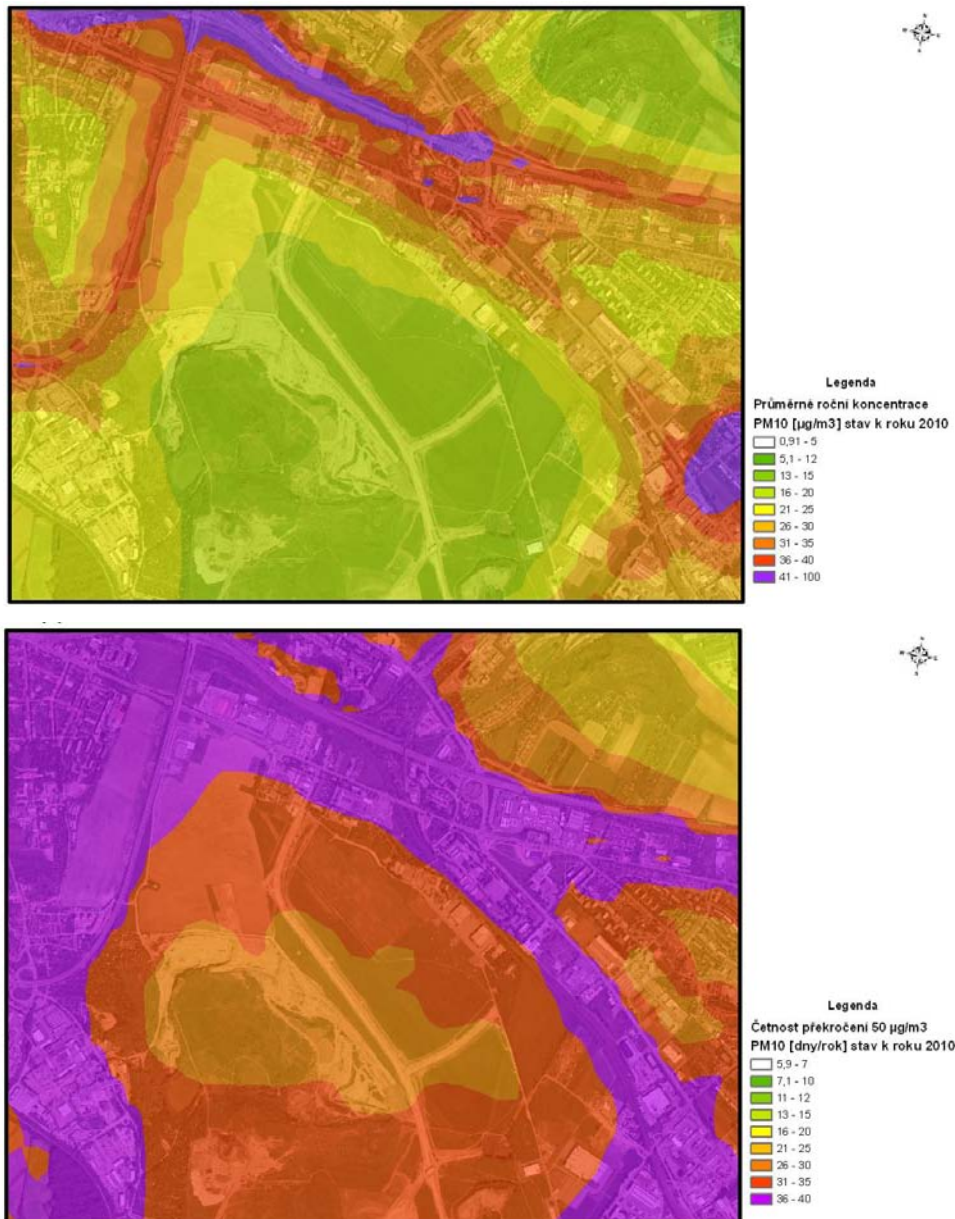 N
W
E
S
Legenda
Průměrné roční koncentrace
PM10 [µg/m3] stav k roku 2010
0,91 - 5
5,1 - 12
13 - 15
16 - 20
21 - 25
26 - 30
31 - 35
36 - 40
41 - 100
N
W
E
S
Legenda
Četnost překročení 50 µg/m3
PM10 [dny/rok] stav k roku 2010
5,9 - 7
7,1 - 10
11 - 12
13 - 15
16 - 20
21 - 25
26 - 30
31 - 35
36 - 40